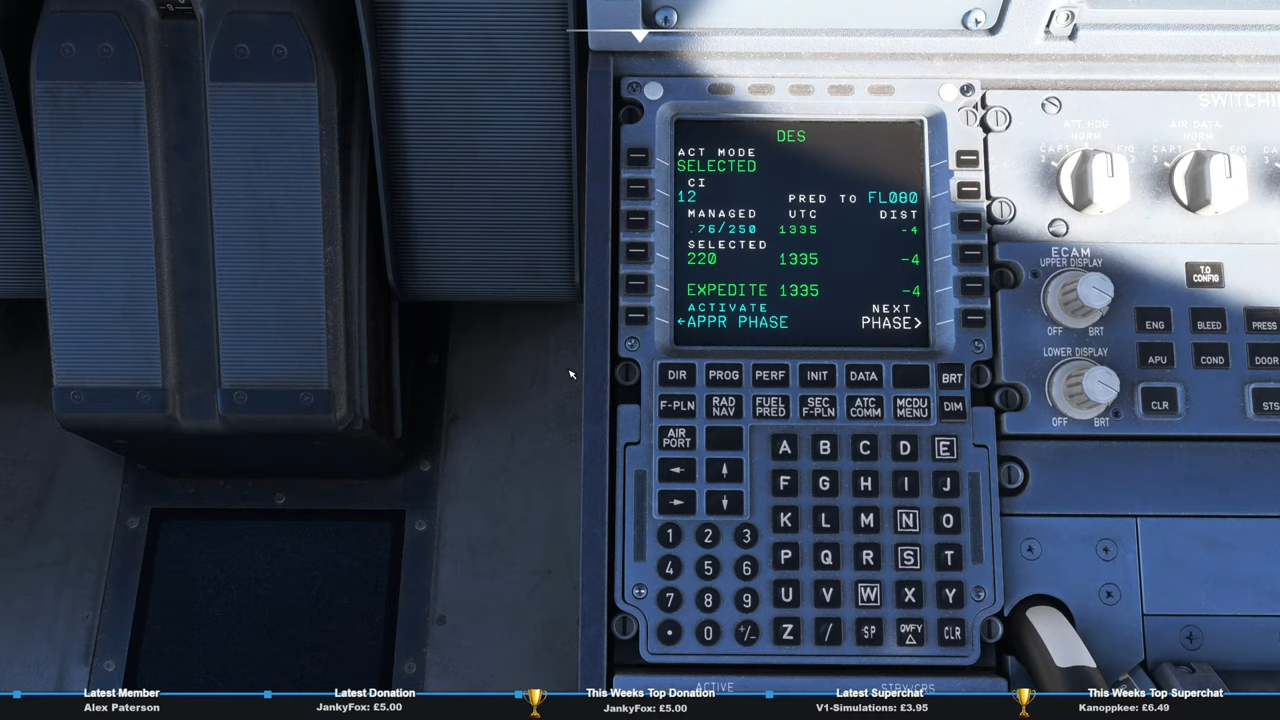 DES
ACT MODE
SELECTED
CI
12 PRED TO FL080
MANAGED UTC DIST
.76/250 1335 -4
SELECTED
220 1335 -4
EXPEDITE 1335 -4
ACTIVATE NEXT
←APPR PHASE PHASE>
DIR PROG PERF INIT DATA BRT
F-PLN RAD NAV FUEL PRED SEC F-PLN ATC COMM MCDU MENU DIM
AIR PORT
A B C D E
← ↑
F G H I J
→ ↓
K L M N O
1 2 3
P Q R S T
4 5 6
U V W X Y
7 8 9
Z / SP OVFY △ CLR
• 0 +/-
ATT HDG AIR DATA
NORM NORM
CAPT 3 F/O 3 CAPT 3 F/O
ECAM
UPPER DISPLAY
T.O CONFIG
OFF BRT
ENG BLEED PRESS
LOWER DISPLAY
APU COND DOOR
OFF BRT
CLR STS
ACTIVE STBY/CRS
Latest Member
Alex Paterson
Latest Donation
JankyFox: £5.00
This Weeks Top Donation
JankyFox: £5.00
Latest Superchat
V1-Simulations: £3.95
This Weeks Top Superchat
Kanoppkee: £6.49